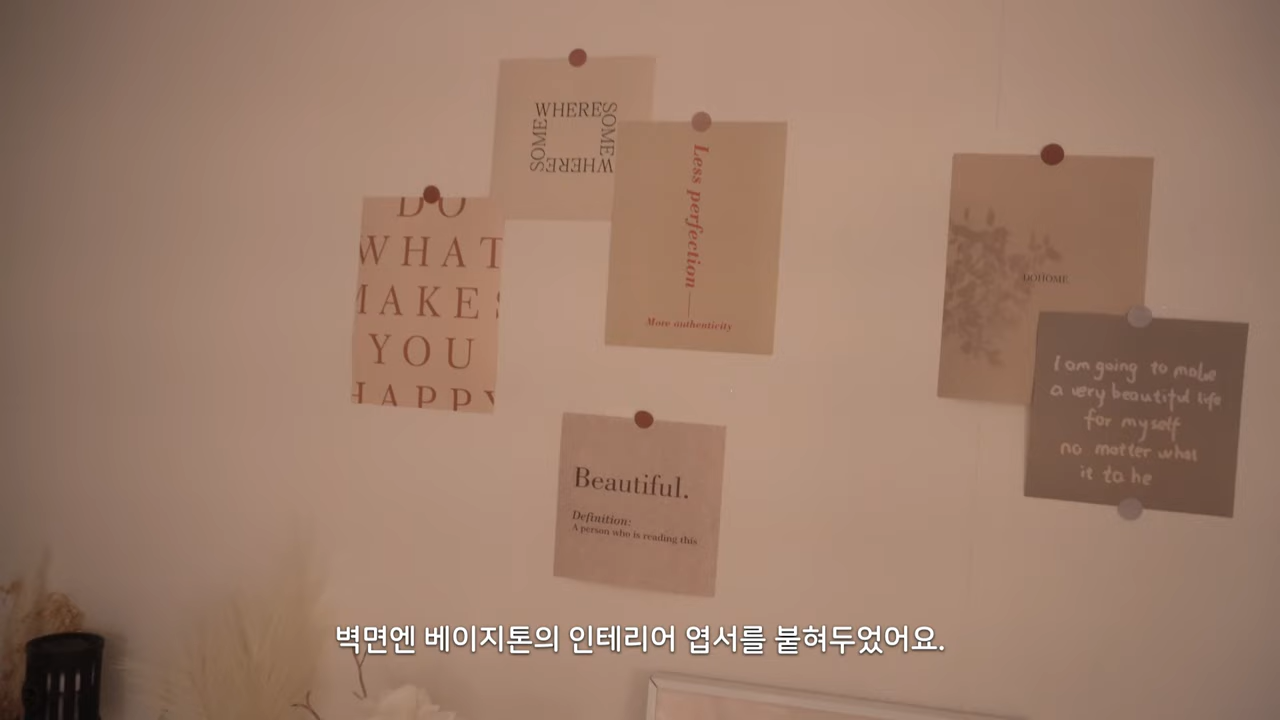 WHERE
SOME
SOME
WHERE
Less perfection
More authenticity
DO
WHAT
MAKES
YOU
HAPPY
DOHOME
I am going to make
a very beautiful life
for myself
no matter what
it to he
Beautiful.
Definition:
A person who is reading this
벽면엔 베이지톤의 인테리어 엽서를 붙혀두었어요.